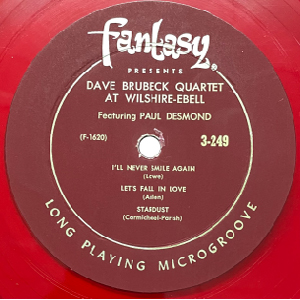 fantasy
PRESENTS
DAVE BRUBECK QUARTET
AT WILSHIRE-EBELL
Featuring PAUL DESMOND
(F-1620)
3-249
I'LL NEVER SMILE AGAIN
(Lowe)
LET'S FALL IN LOVE
(Arlen)
STARDUST
(Carmichael-Parish)
LONG PLAYING MICROGROOVE